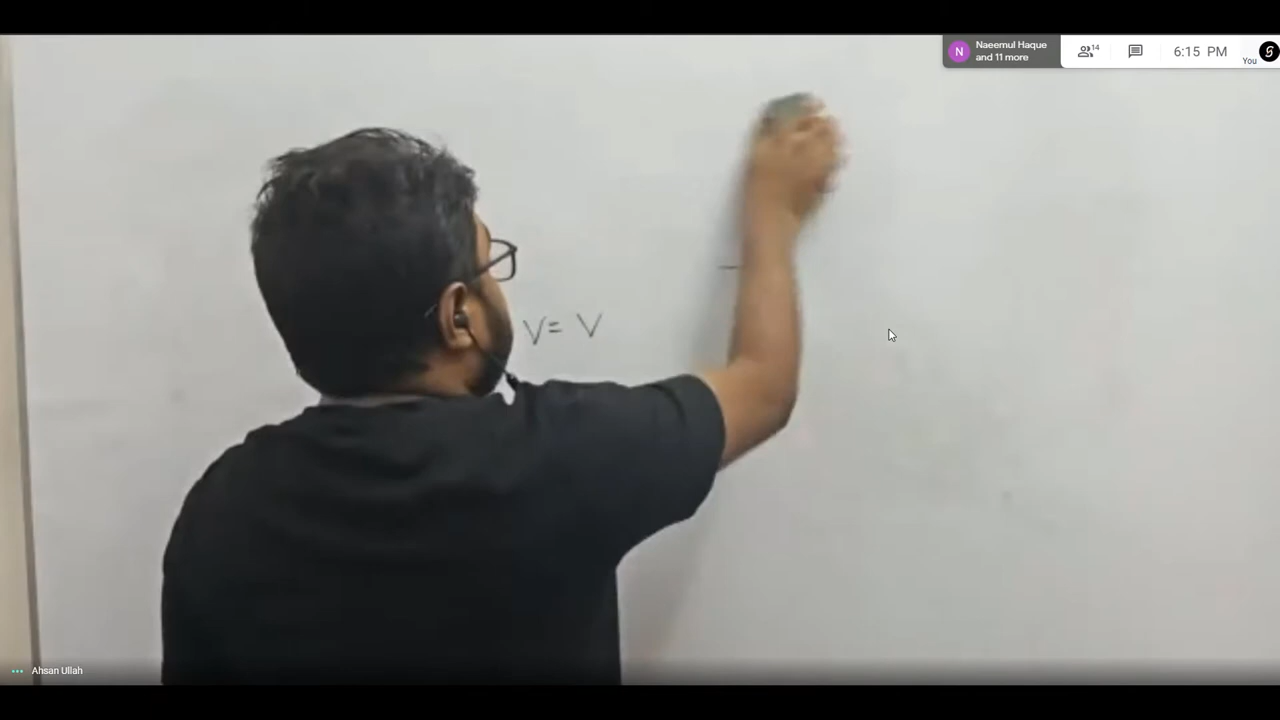 Naeemul Haque
and 11 more
14
6:15 PM
You
V = V
Ahsan Ullah